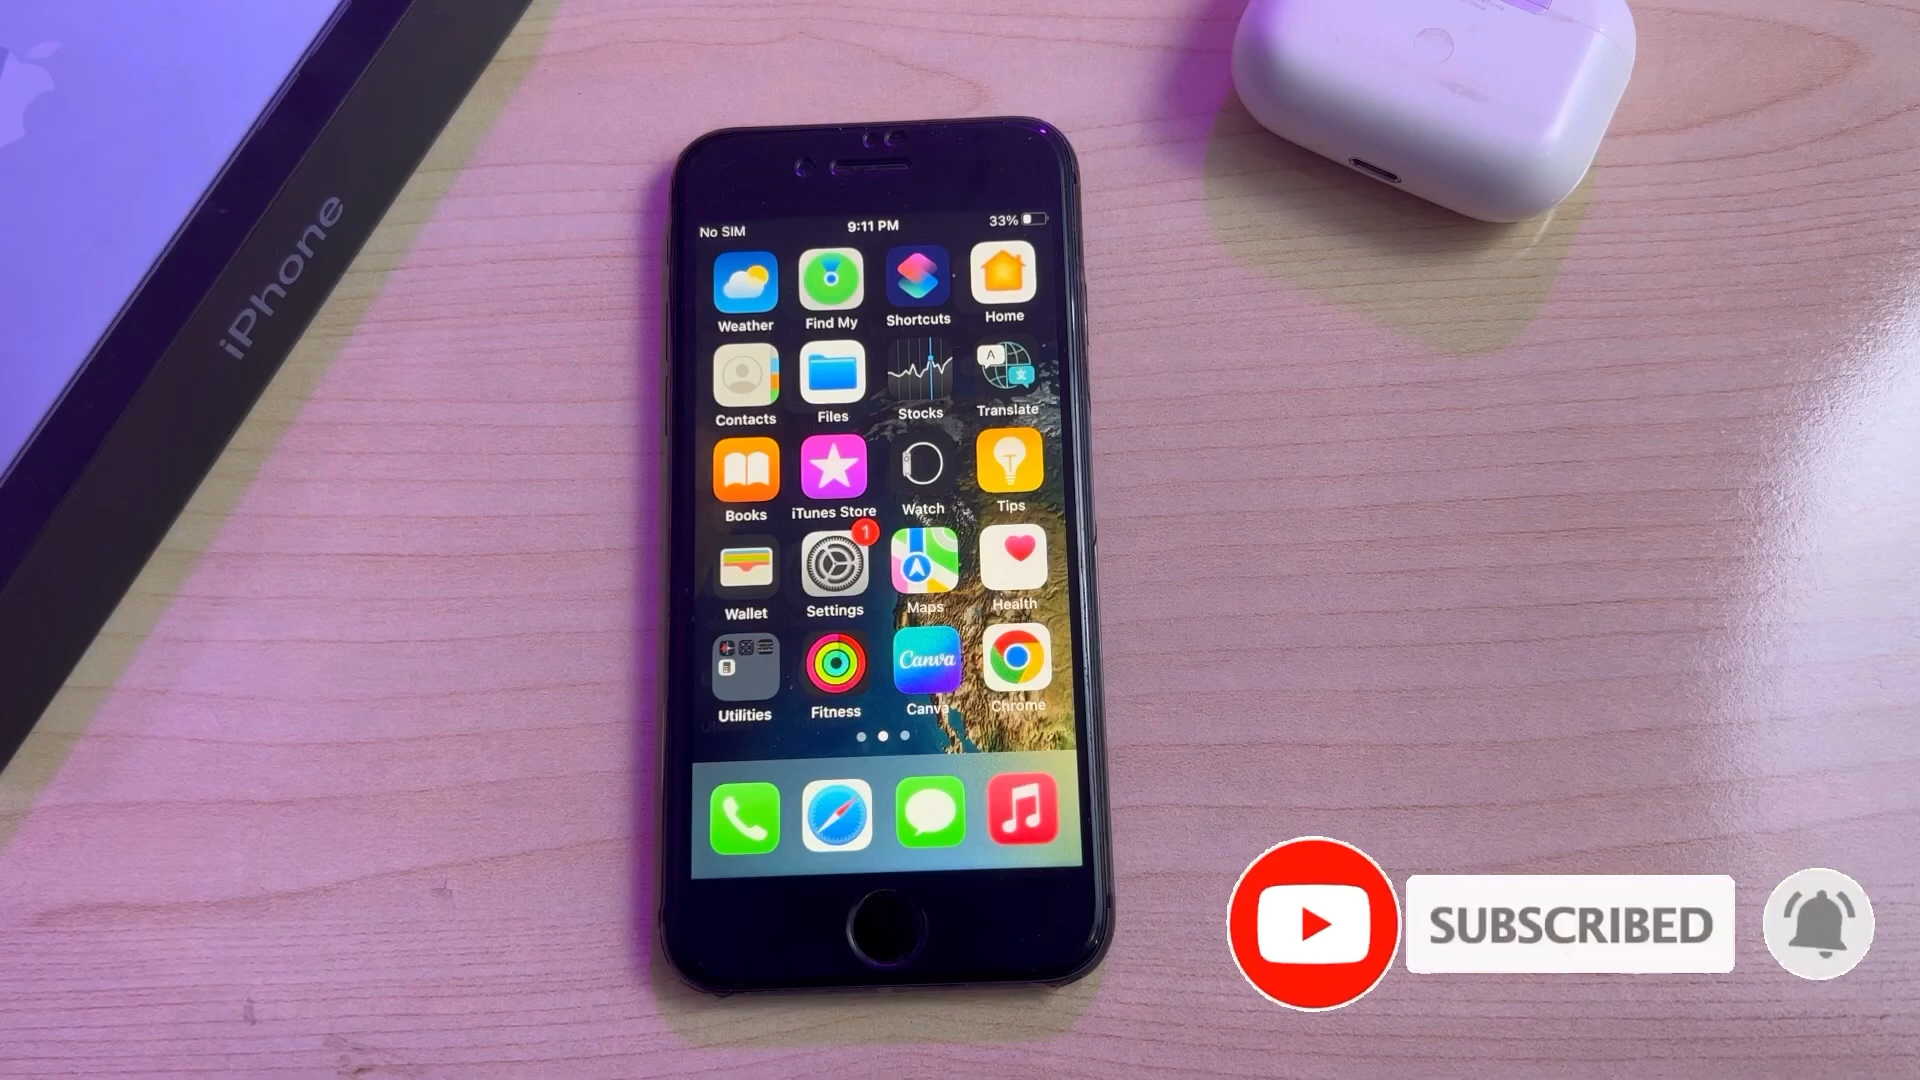 iPhone
No SIM
9:11 PM
33%
Weather
Find My
Shortcuts
Home
Contacts
Files
Stocks
A
文
Translate
Books
iTunes Store
Watch
T
Tips
1
Wallet
Settings
Maps
Health
Utilities
Fitness
Canva
Canva
Chrome
SUBSCRIBED